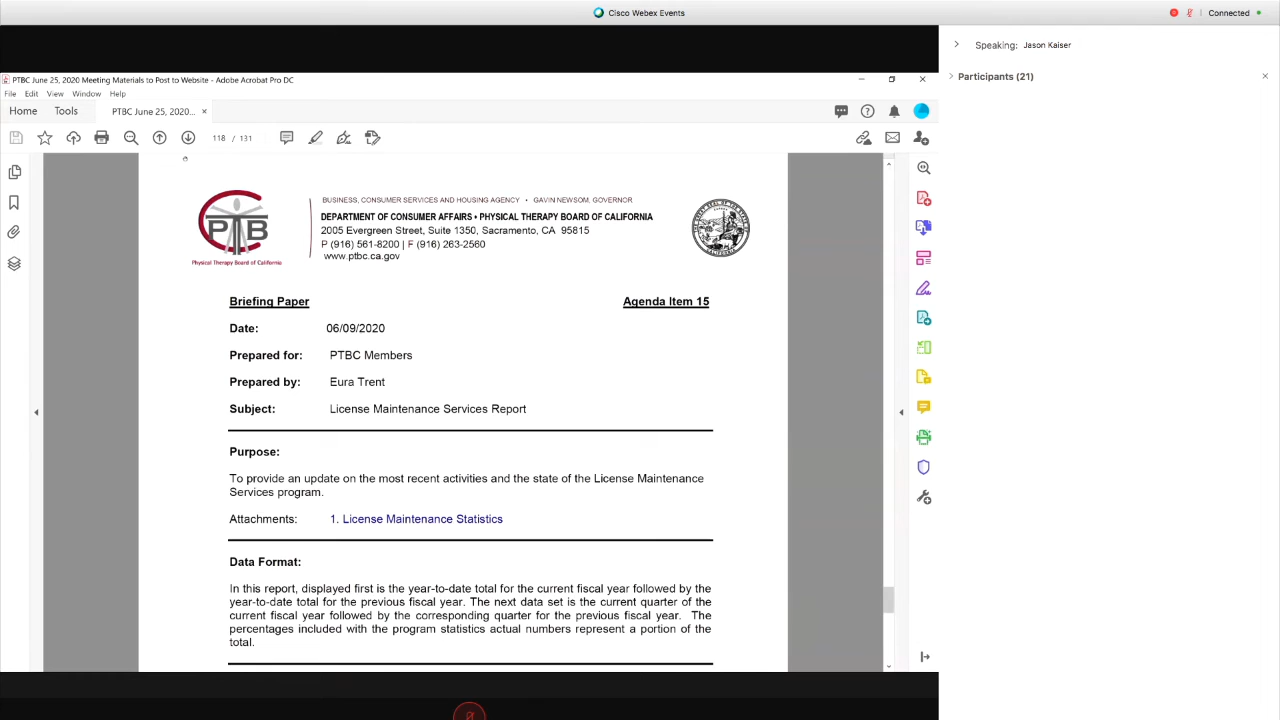 Cisco Webex Events
Connected
Speaking: Jason Kaiser
Participants (21)
PTBC June 25, 2020 Meeting Materials to Post to Website - Adobe Acrobat Pro DC
File Edit View Window Help
Home Tools PTBC June 25, 2020... ×
118 / 131
BUSINESS, CONSUMER SERVICES AND HOUSING AGENCY • GAVIN NEWSOM, GOVERNOR
DEPARTMENT OF CONSUMER AFFAIRS • PHYSICAL THERAPY BOARD OF CALIFORNIA
2005 Evergreen Street, Suite 1350, Sacramento, CA 95815
P (916) 561-8200 | F (916) 263-2560
www.ptbc.ca.gov
PTB
Physical Therapy Board of California
Briefing Paper Agenda Item 15
Date: 06/09/2020
Prepared for: PTBC Members
Prepared by: Eura Trent
Subject: License Maintenance Services Report
Purpose:
To provide an update on the most recent activities and the state of the License Maintenance
Services program.
Attachments: 1. License Maintenance Statistics
Data Format:
In this report, displayed first is the year-to-date total for the current fiscal year followed by the
year-to-date total for the previous fiscal year. The next data set is the current quarter of the
current fiscal year followed by the corresponding quarter for the previous fiscal year. The
percentages included with the program statistics actual numbers represent a portion of the
total.